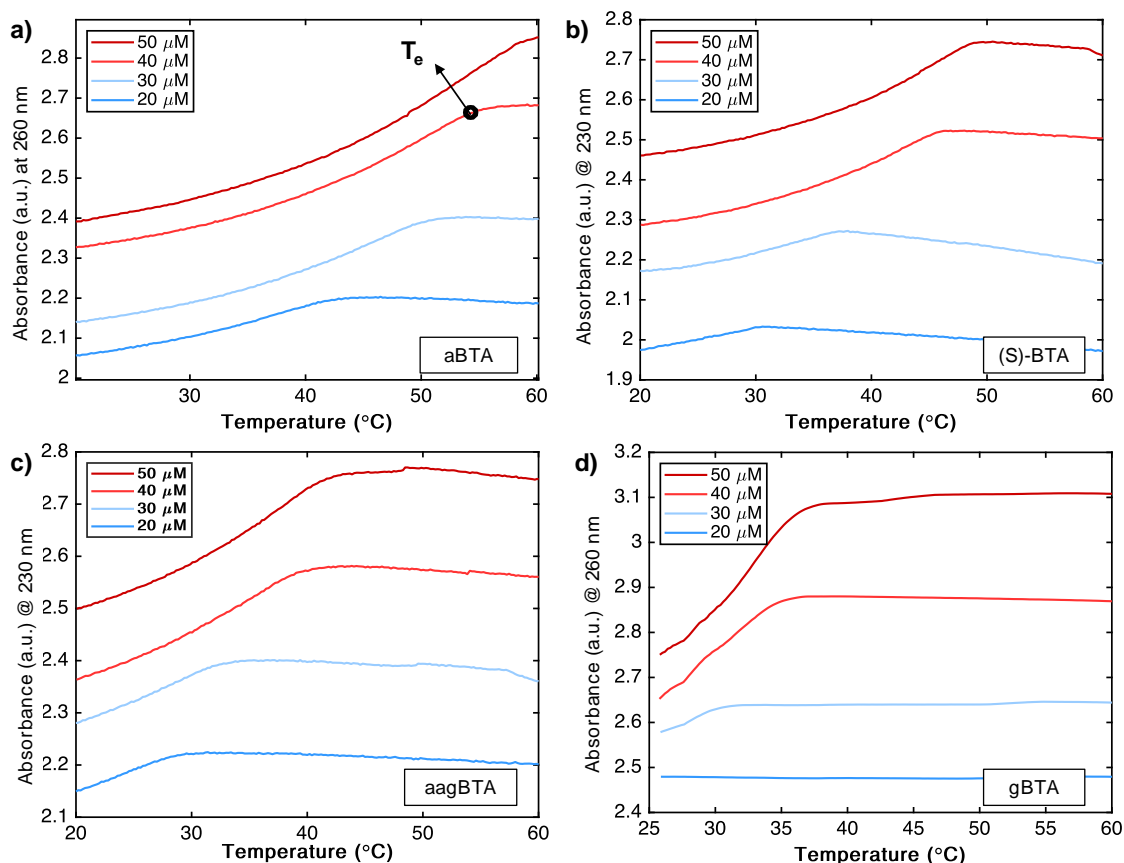 a)
50 μM
40 μM
30 μM
20 μM
Te
2.8
2.7
2.6
2.5
2.4
2.3
2.2
2.1
2
Absorbance (a.u.) at 260 nm
30
40
50
60
Temperature (°C)
aBTA
b)
50 μM
40 μM
30 μM
20 μM
2.8
2.7
2.6
2.5
2.4
2.3
2.2
2.1
2
1.9
Absorbance (a.u.) @ 230 nm
20
30
40
50
60
Temperature (°C)
(S)-BTA
c)
50 μM
40 μM
30 μM
20 μM
2.8
2.7
2.6
2.5
2.4
2.3
2.2
2.1
Absorbance (a.u.) @ 230 nm
20
30
40
50
60
Temperature (°C)
aagBTA
d)
50 μM
40 μM
30 μM
20 μM
3.2
3.1
3
2.9
2.8
2.7
2.6
2.5
2.4
Absorbance (a.u.) @ 260 nm
25
35
30
40
45
50
55
60
Temperature (°C)
gBTA